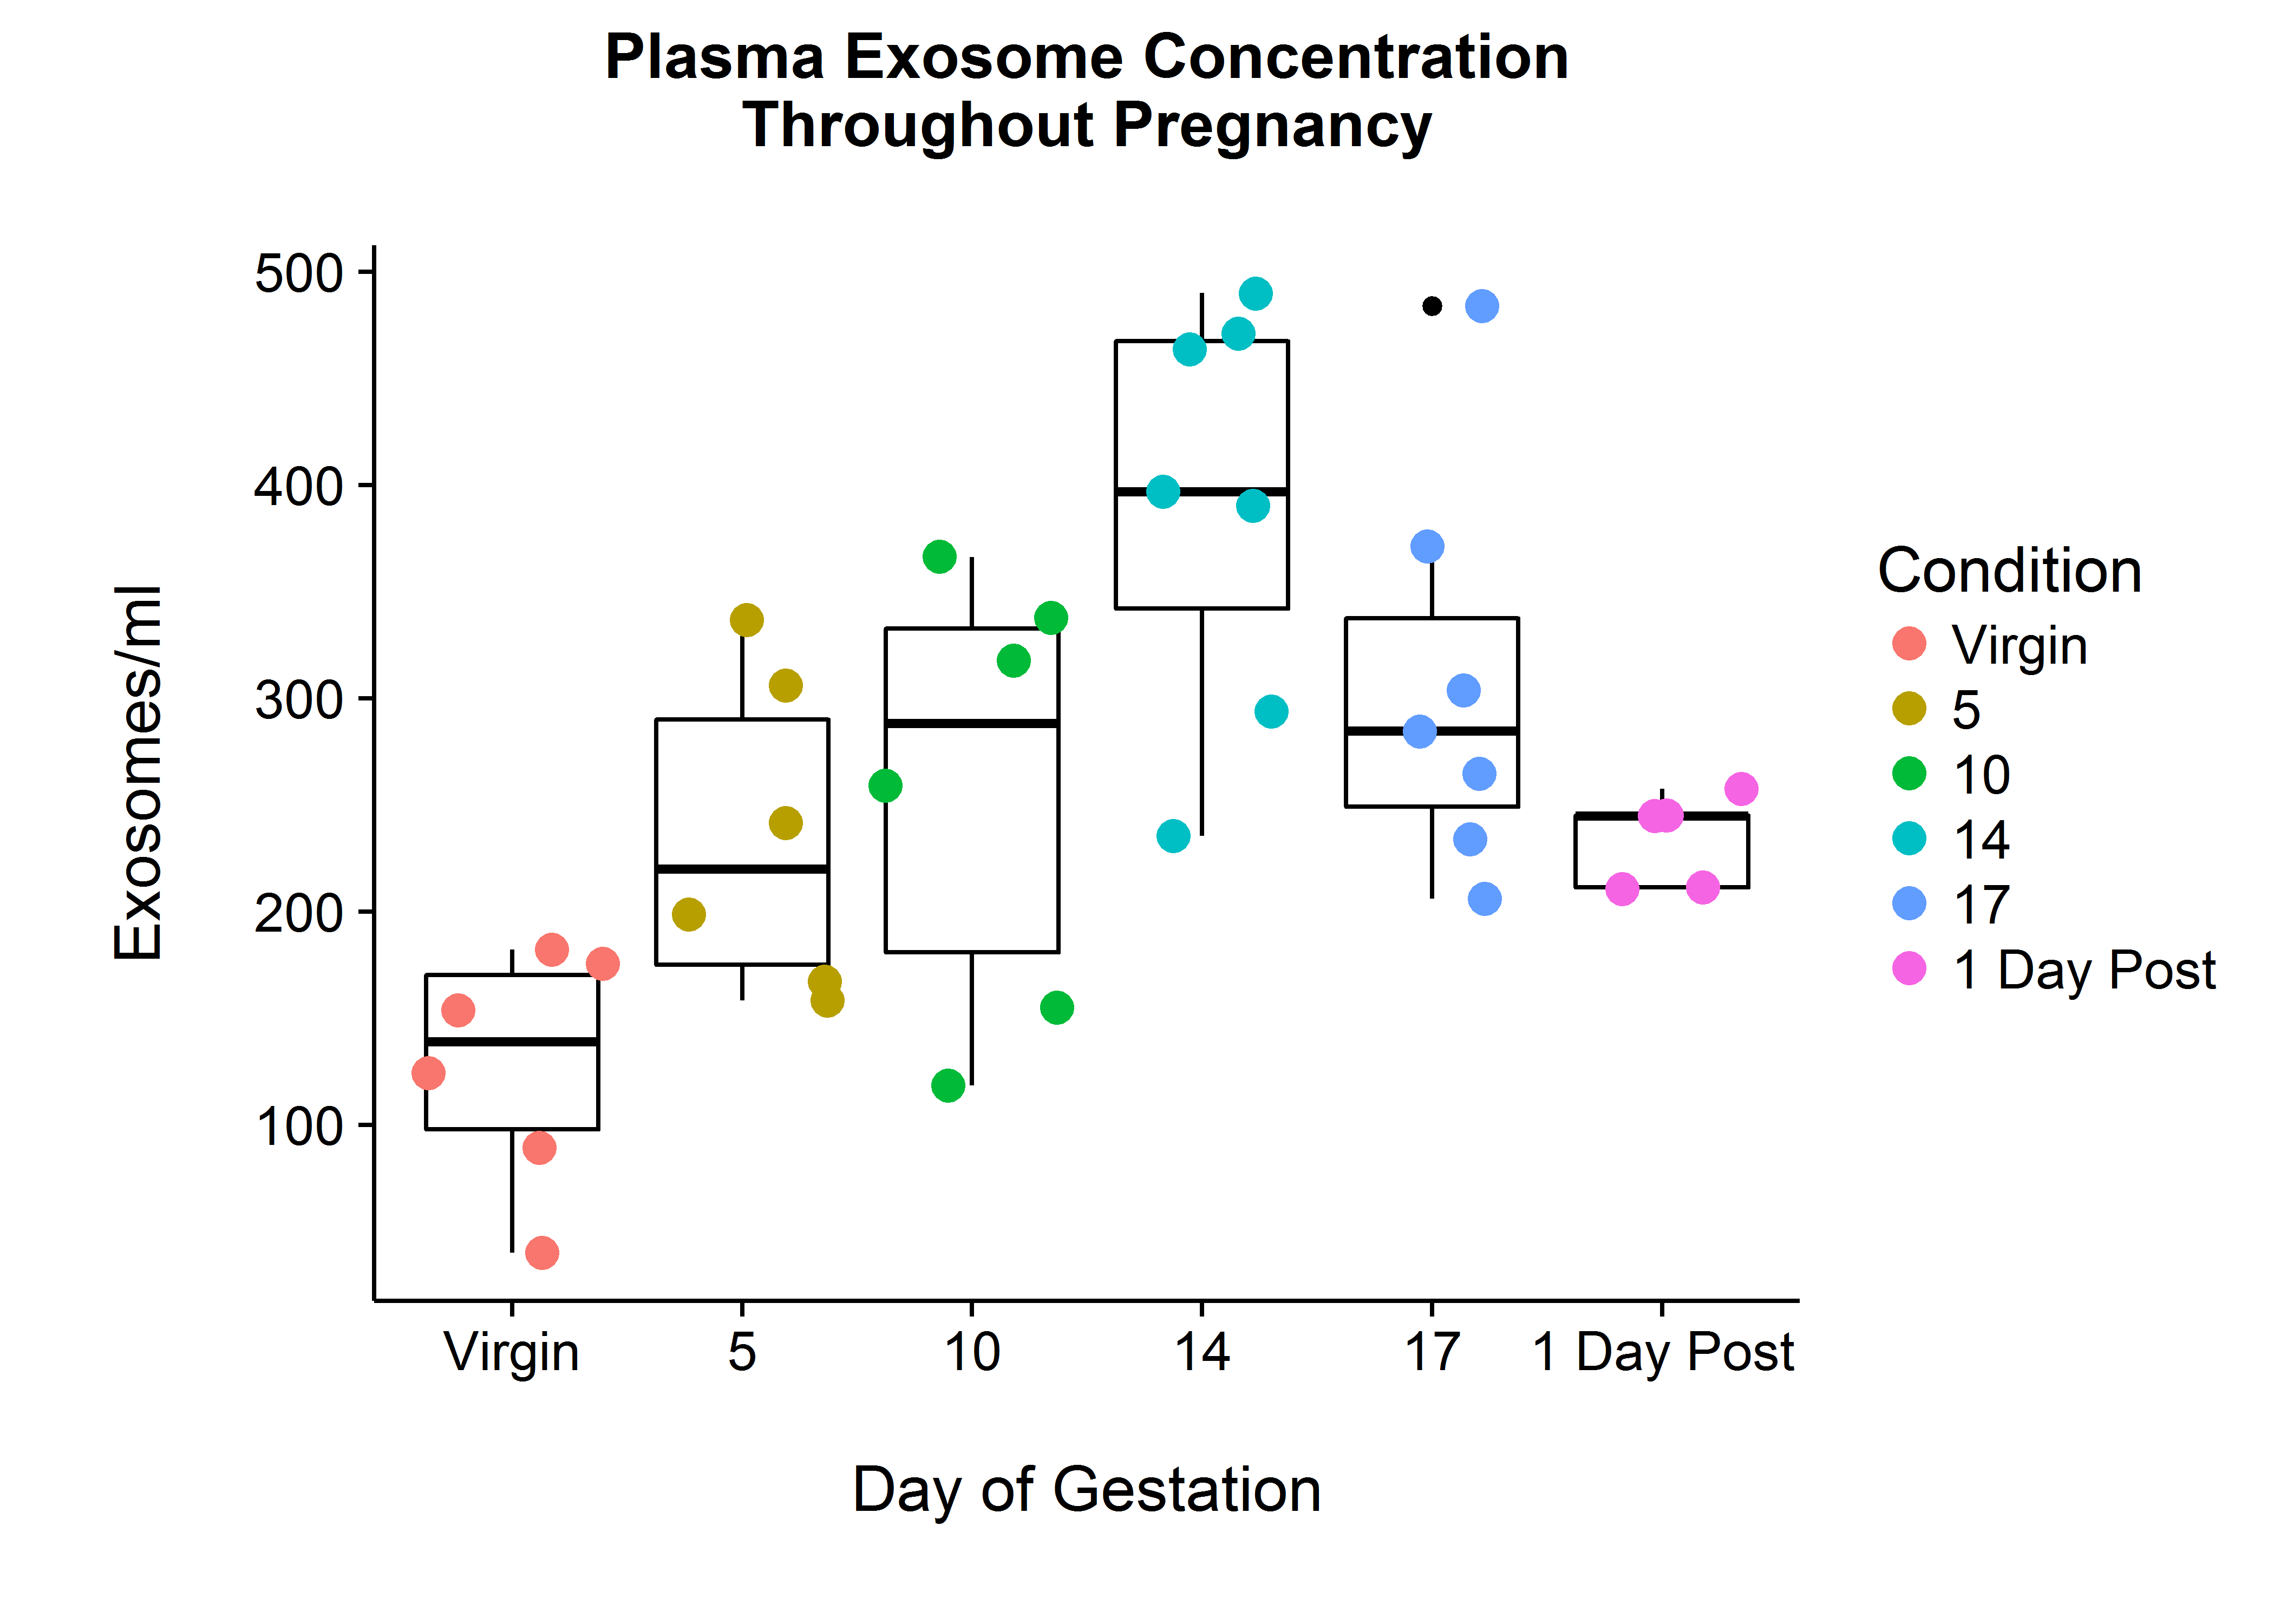 Plasma Exosome Concentration
Throughout Pregnancy
Exosomes/ml
500
400
300
200
100
Virgin
5
10
14
17
1 Day Post
Day of Gestation
Condition
Virgin
5
10
14
17
1 Day Post